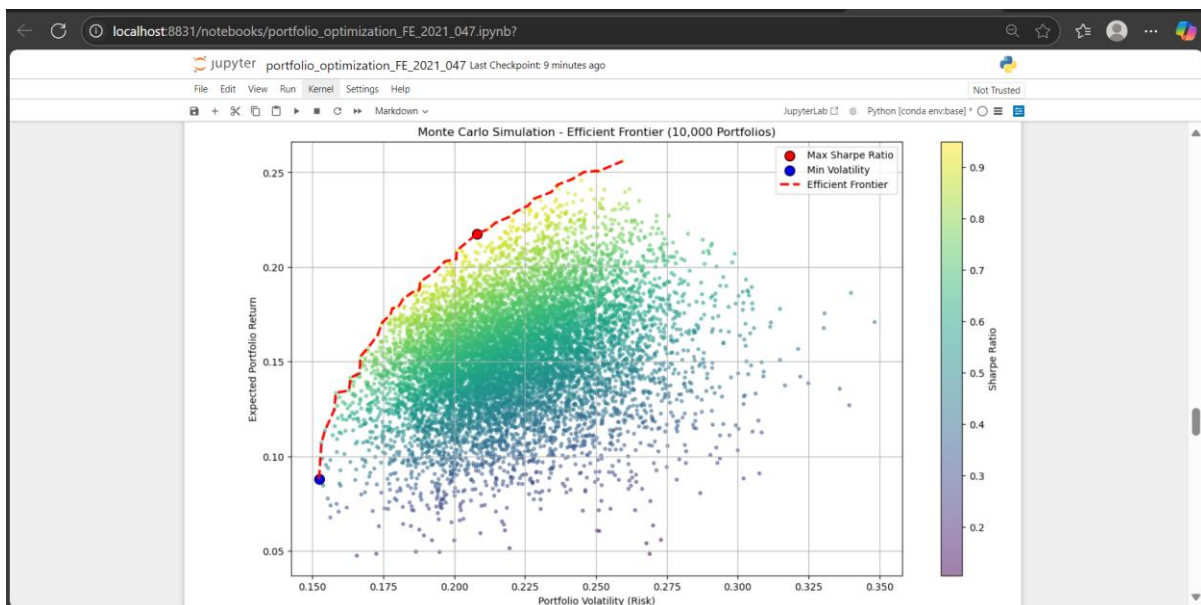 localhost:8831/notebooks/portfolio_optimization_FE_2021_047.ipynb?
jupyter portfolio_optimization_FE_2021_047 Last Checkpoint: 9 minutes ago
File Edit View Run Kernel Settings Help Not Trusted
Markdown JupyterLab Python [conda env:base] *
Monte Carlo Simulation - Efficient Frontier (10,000 Portfolios)
Max Sharpe Ratio
Min Volatility
Efficient Frontier
Expected Portfolio Return
0.25
0.20
0.15
0.10
0.05
0.150 0.175 0.200 0.225 0.250 0.275 0.300 0.325 0.350
Portfolio Volatility (Risk)
0.9
0.8
0.7
0.6
0.5
0.4
0.3
0.2
Sharpe Ratio